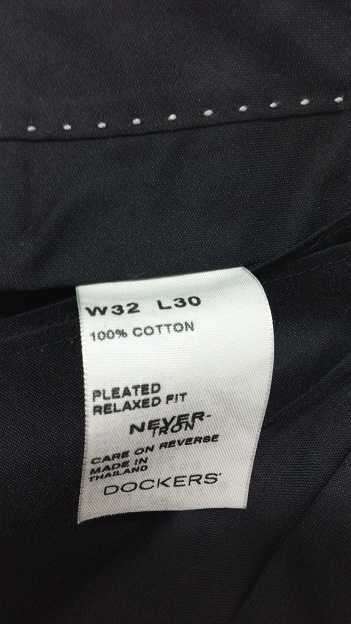 W32 L30
100% COTTON
PLEATED
RELAXED FIT
NEVER-
IRON
CARE ON REVERSE
MADE IN
THAILAND
DOCKERS®